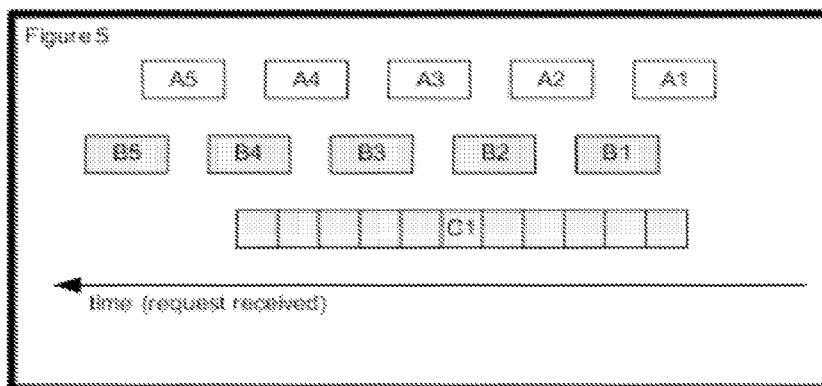 Figure 5
A5 A4 A3 A2 A1
B5 B4 B3 B2 B1
C1
time (request received)